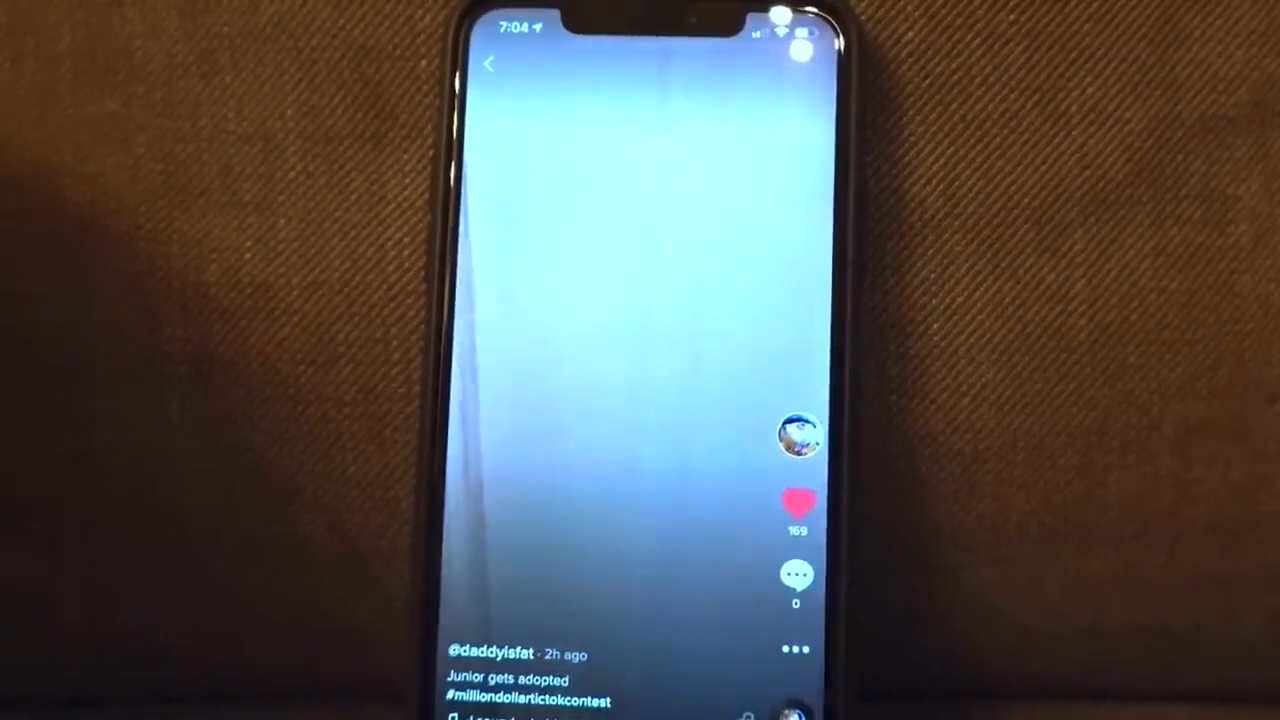 7:04
169
0
@daddyisfat · 2h ago
Junior gets adopted
#milliondollartictokcontest